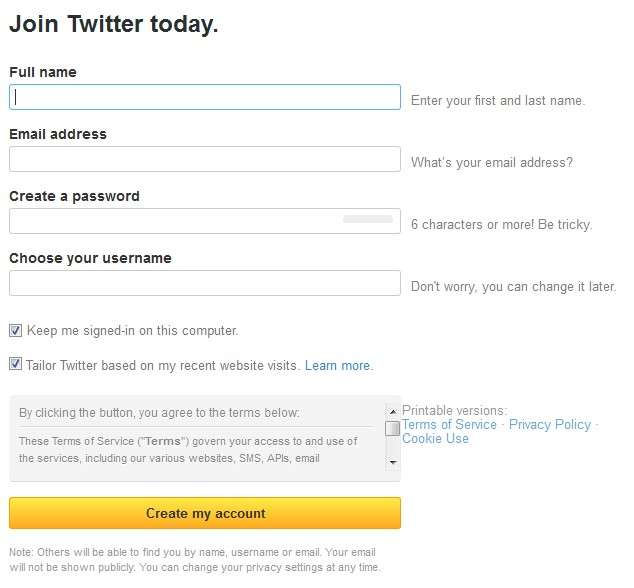 Join Twitter today.
Full name
Enter your first and last name.
Email address
What's your email address?
Create a password
6 characters or more! Be tricky.
Choose your username
Don't worry, you can change it later.
Keep me signed-in on this computer.
Tailor Twitter based on my recent website visits. Learn more.
By clicking the button, you agree to the terms below:
These Terms of Service ("Terms") govern your access to and use of
the services, including our various websites, SMS, APIs, email
Printable versions:
Terms of Service · Privacy Policy ·
Cookie Use
Create my account
Note: Others will be able to find you by name, username or email. Your email
will not be shown publicly. You can change your privacy settings at any time.